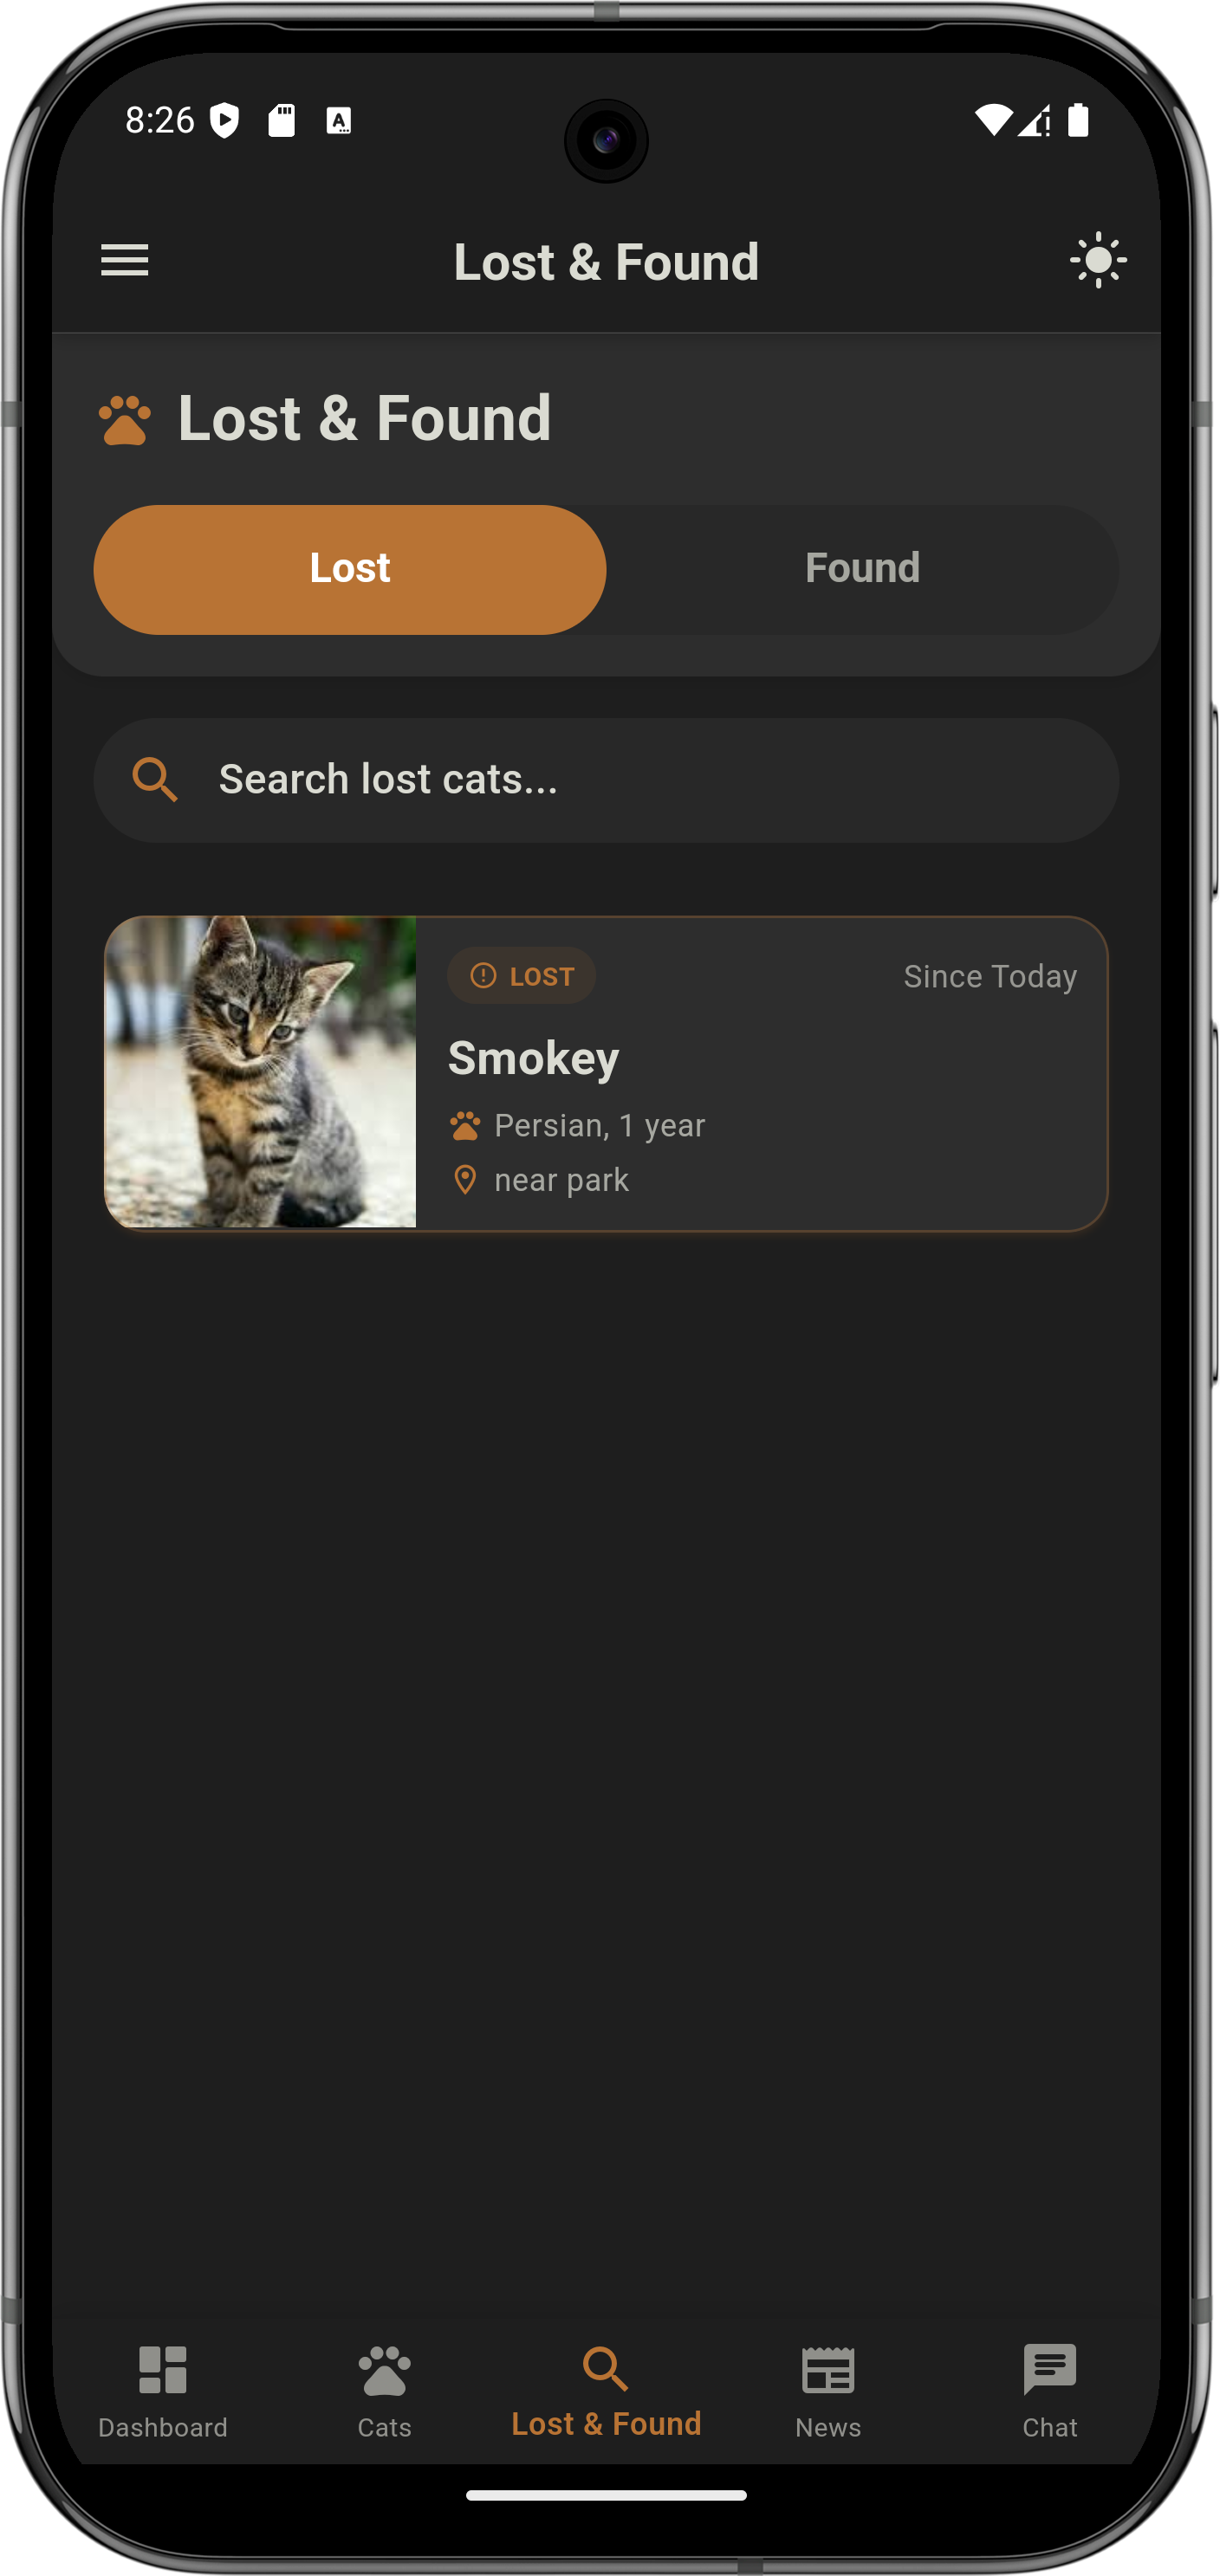 8:26
Lost & Found
Lost & Found
Lost Found
Search lost cats...
LOST Since Today
Smokey
Persian, 1 year
near park
Dashboard Cats Lost & Found News Chat